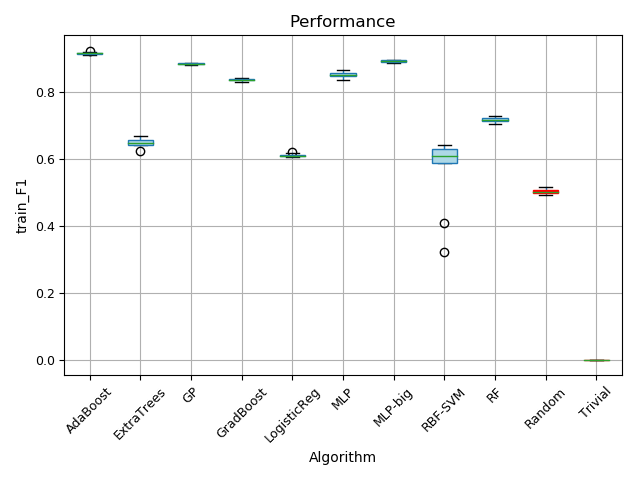 Performance
train_F1
0.8
0.6
0.4
0.2
0.0
AdaBoost
ExtraTrees
GP
GradBoost
LogisticReg
MLP
MLP-big
RBF-SVM
RF
Random
Trivial
Algorithm